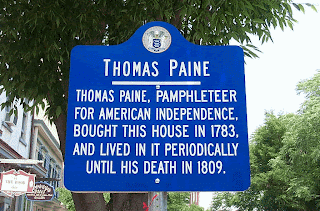 THOMAS PAINE
THOMAS PAINE, PAMPHLETEER
FOR AMERICAN INDEPENDENCE,
BOUGHT THIS HOUSE IN 1783,
AND LIVED IN IT PERIODICALLY
UNTIL HIS DEATH IN 1809.